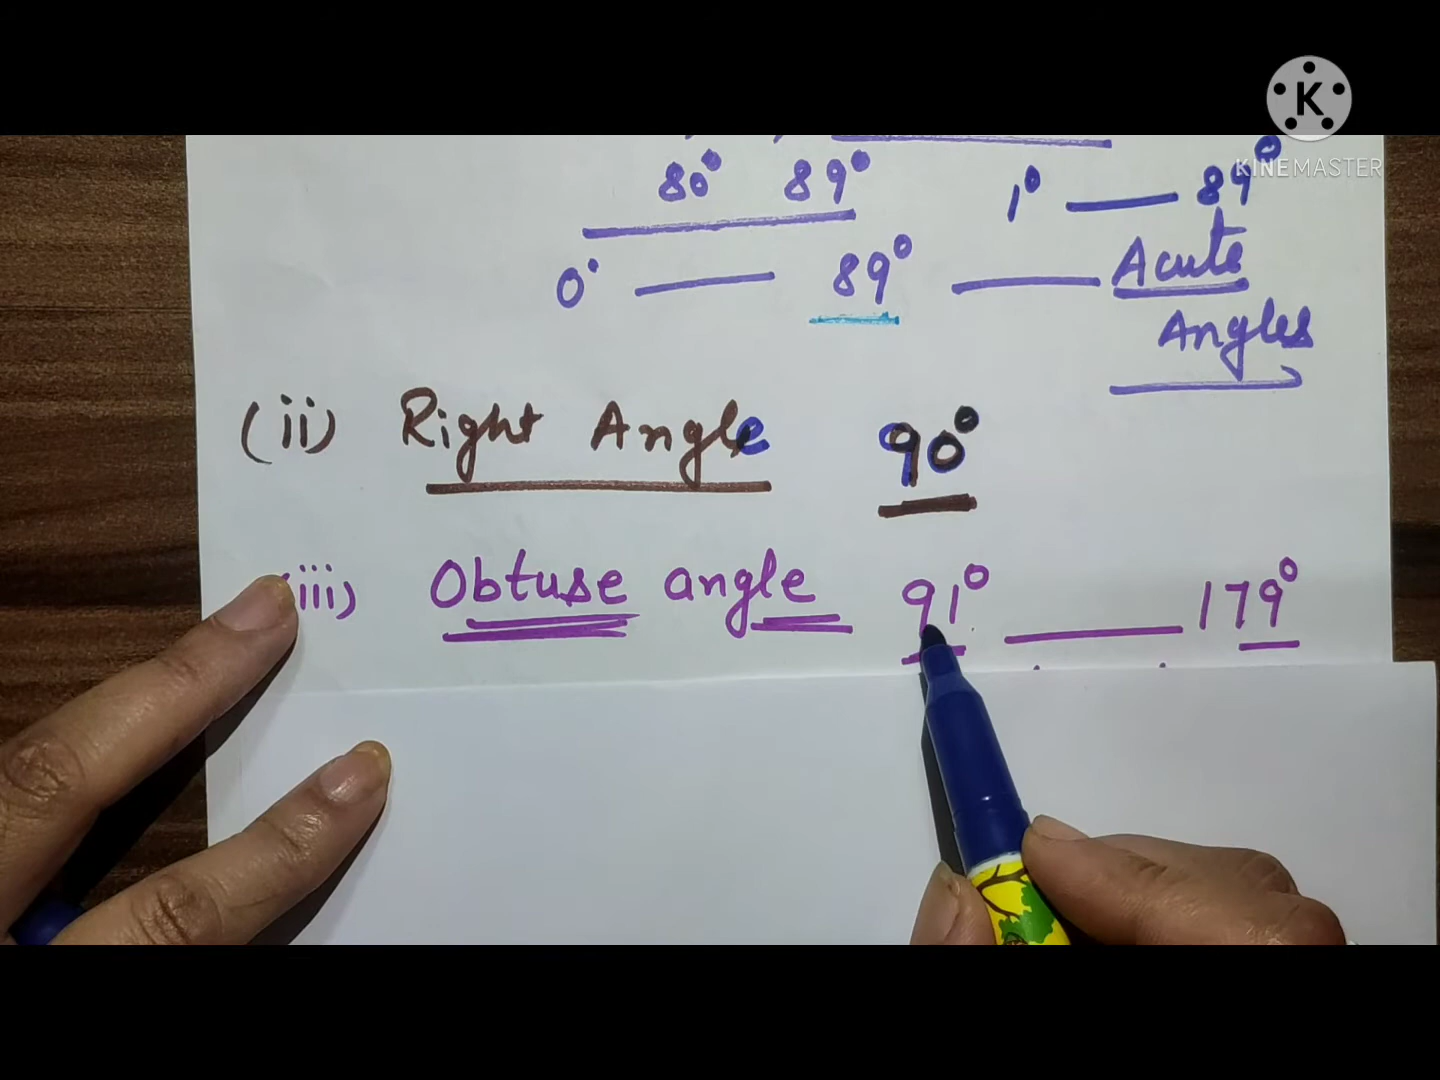 K
KINEMASTER
80° 89° 1° — 89°
0° — 89° — Acute
Angles
(ii) Right Angle 90°
(iii) Obtuse angle 91° — 179°